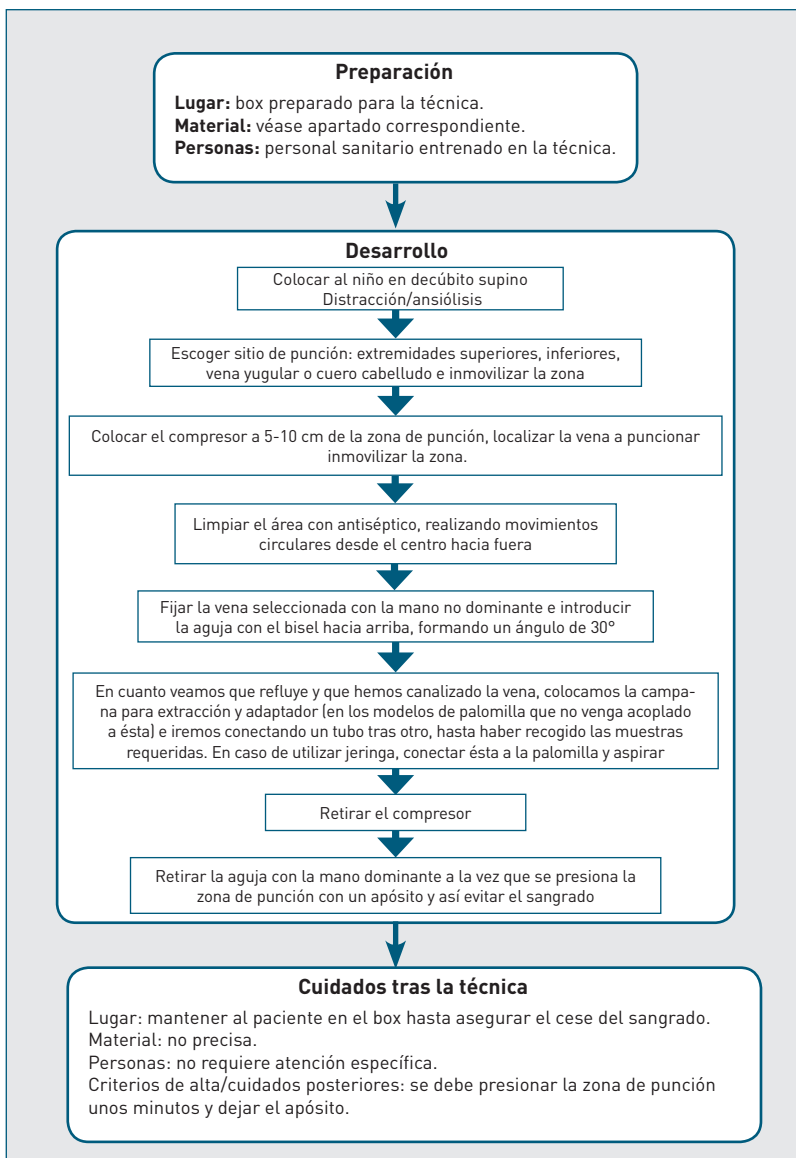 Preparación
Lugar: box preparado para la técnica.
Material: véase apartado correspondiente.
Personas: personal sanitario entrenado en la técnica.
Desarrollo
Colocar al niño en decúbito supino
Distracción/ansiólisis
Escoger sitio de punción: extremidades superiores, inferiores,
vena yugular o cuero cabelludo e inmovilizar la zona
Colocar el compresor a 5-10 cm de la zona de punción, localizar la vena a puncionar
inmovilizar la zona.
Limpiar el área con antiséptico, realizando movimientos
circulares desde el centro hacia fuera
Fijar la vena seleccionada con la mano no dominante e introducir
la aguja con el bisel hacia arriba, formando un ángulo de 30°
En cuanto veamos que refluye y que hemos canalizado la vena, colocamos la campa-
na para extracción y adaptador (en los modelos de palomilla que no venga acoplado
a ésta) e iremos conectando un tubo tras otro, hasta haber recogido las muestras
requeridas. En caso de utilizar jeringa, conectar ésta a la palomilla y aspirar
Retirar el compresor
Retirar la aguja con la mano dominante a la vez que se presiona la
zona de punción con un apósito y así evitar el sangrado
Cuidados tras la técnica
Lugar: mantener al paciente en el box hasta asegurar el cese del sangrado.
Material: no precisa.
Personas: no requiere atención específica.
Criterios de alta/cuidados posteriores: se debe presionar la zona de punción
unos minutos y dejar el apósito.